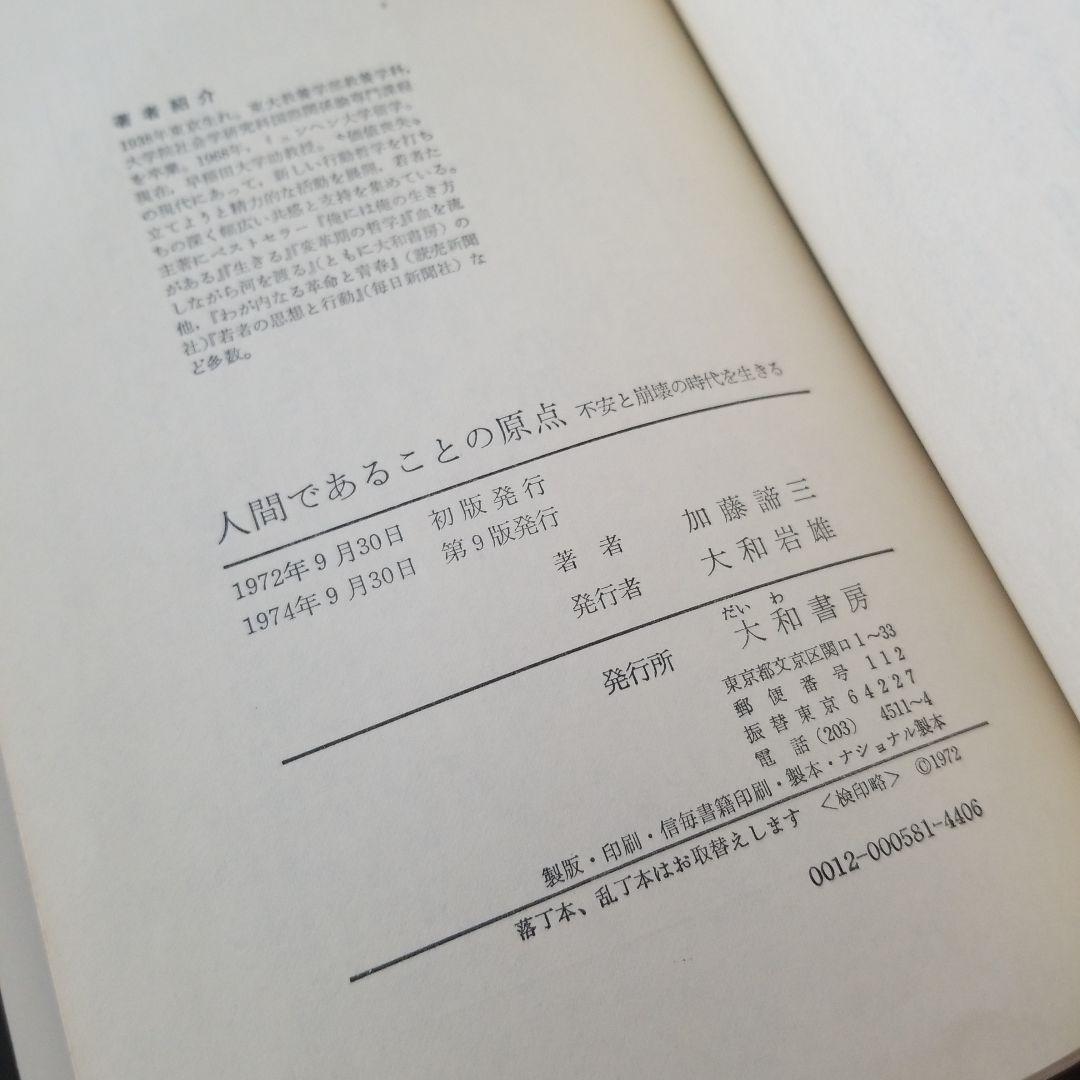 著者紹介
1938年東京生れ。東大教養学部教養学科,
大学院社会学研究科国際関係論専門課程
を卒業。1968年,ミュンヘン大学留学。
現在,早稲田大学助教授。〝価値喪失〟
の現代にあって,新しい行動哲学を打ち
立てようと精力的な活動を展開,若者た
もの深く幅広い共感と支持を集めている。
主著にベストセラー『俺には俺の生き方
がある』『生きる』『変革期の哲学』『血を流
しながら河を渡る』(ともに大和書房)の
他,『わが内なる革命と青春』(読売新聞
社)『若者の思想と行動』(毎日新聞社)な
ど多数。
人間であることの原点 不安と崩壊の時代を生きる
1972年9月30日 初版発行
1974年9月30日 第9版発行
著者 加藤諦三
発行者 大和岩雄
だいわ
発行所 大和書房
東京都文京区関口1〜33
郵便番号 112
振替東京 64227
電話(203) 4511〜4
製版・印刷・信毎書籍印刷・製本・ナショナル製本
落丁本、乱丁本はお取替えします 〈検印略〉 ©1972
0012-000581-4406